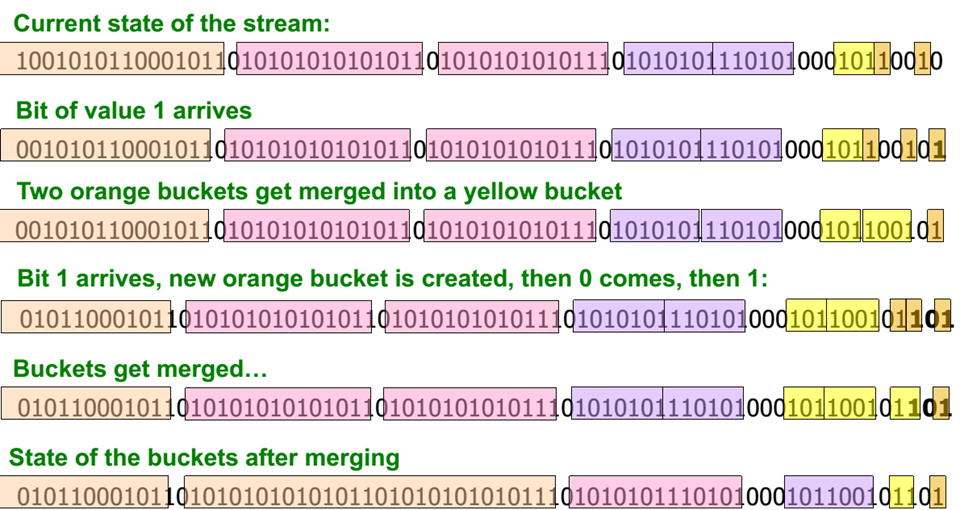 Current state of the stream:
1001010110001011010101010101011010101010101110101010111010100010110010
Bit of value 1 arrives
0010101100010110101010101010110101010101011101010101110101000101100101
Two orange buckets get merged into a yellow bucket
0010101100010110101010101010110101010101011101010101110101000101100101
Bit 1 arrives, new orange bucket is created, then 0 comes, then 1:
0101100010110101010101010110101010101011101010101110101000101100101101
Buckets get merged…
0101100010110101010101010110101010101011101010101110101000101100101101
State of the buckets after merging
0101100010110101010101010110101010101011101010101110101000101100101101